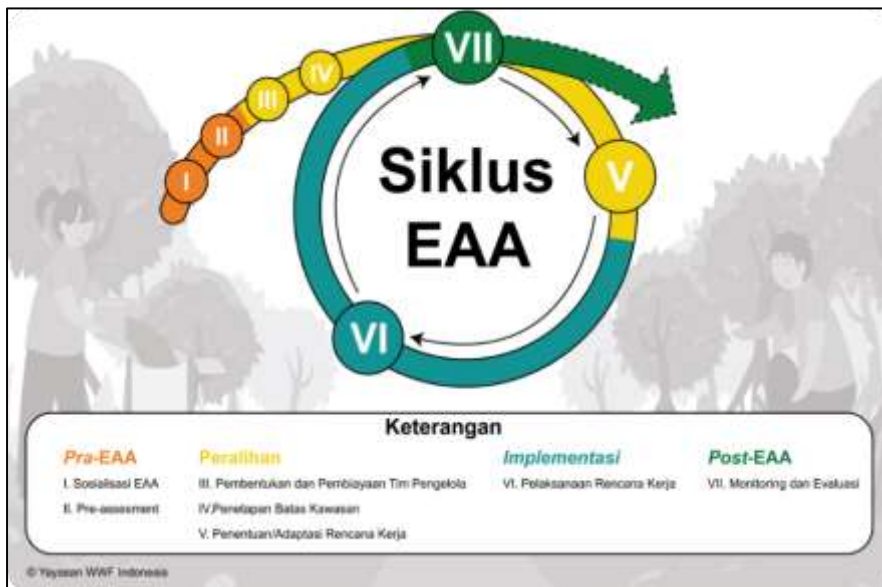 VII
IV
III
II
I
V
VI
Siklus
EAA
Keterangan
Pra-EAA
I. Sosialisasi EAA
II. Pre-assesment
Peralihan
III. Pembentukan dan Pembiayaan Tim Pengelola
IV.Penetapan Batas Kawasan
V. Penentuan/Adaptasi Rencana Kerja
Implementasi
VI. Pelaksanaan Rencana Kerja
Post-EAA
VII. Monitoring dan Evaluasi
© Yayasan WWF Indonesia